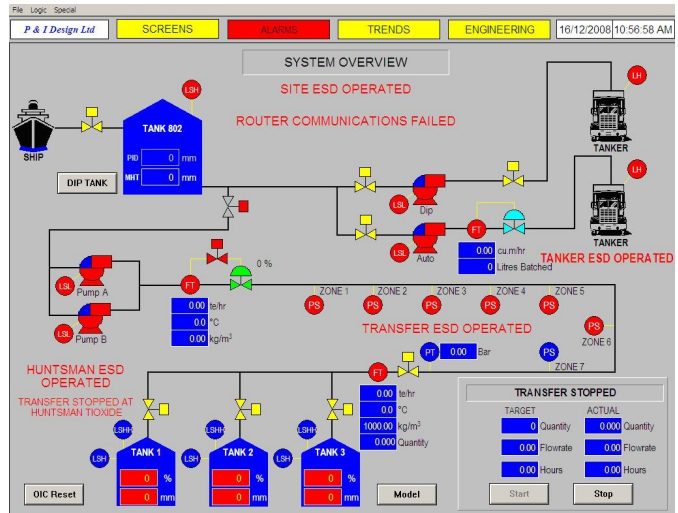 File Logic Special
P & I Design Ltd
SCREENS
ALARMS
TRENDS
ENGINEERING
16/12/2008
10:56:58 AM
SYSTEM OVERVIEW
SITE ESD OPERATED
ROUTER COMMUNICATIONS FAILED
LSH
LH
TANK 802
PID 0 mm
MHT 0 mm
SHIP
DIP TANK
TANKER
LH
LSL
Dip
LSL
Auto
FT
0.00 cu.m/hr
0 Litres Batched
TANKER
TANKER ESD OPERATED
LSL
Pump A
LSL
Pump B
FT
0 %
0.00 te/hr
0.0 °C
0.00 kg/m³
ZONE 1
ZONE 2
ZONE 3
ZONE 4
ZONE 5
PS
PS
PS
PS
PS
TRANSFER ESD OPERATED
PS
ZONE 6
PT
0.00 Bar
PS
ZONE 7
HUNTSMAN ESD
OPERATED
TRANSFER STOPPED AT
HUNTSMAN TIOXIDE
FT
0.00 te/hr
0.0 °C
1000.00 kg/m³
0.000 Quantity
LSHH
LSH
TANK 1
0 %
0 mm
LSHH
LSH
TANK 2
0 %
0 mm
LSHH
LSH
TANK 3
0 %
0 mm
TRANSFER STOPPED
TARGET
ACTUAL
0 Quantity
0.000 Quantity
0.00 Flowrate
0.00 Flowrate
0.00 Hours
0.00 Hours
Start
Stop
OIC Reset
Model